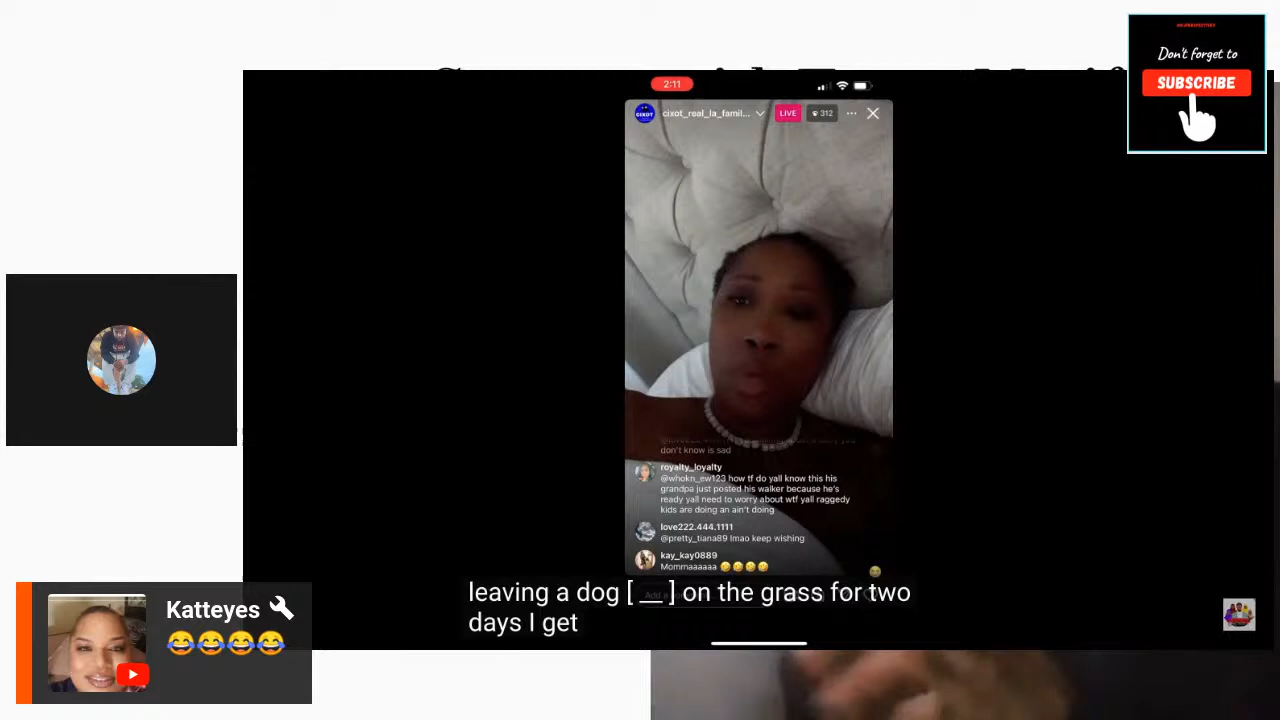 Don't forget to
SUBSCRIBE
2:11
cixot_real_la_famil...
LIVE
312
CIXOT
don't know is sad
royalty_loyalty
@whokn_ew123 how tf do yall know this his
grandpa just posted his walker because he's
ready yall need to worry about wtf yall raggedy
kids are doing an ain't doing
love222.444.1111
@pretty_tiana89 lmao keep wishing
kay_kay0889
Mommaaaaaa 🤣🤣🤣🤣
leaving a dog [ __ ] on the grass for two
days I get
Katteyes
😂😂😂😂